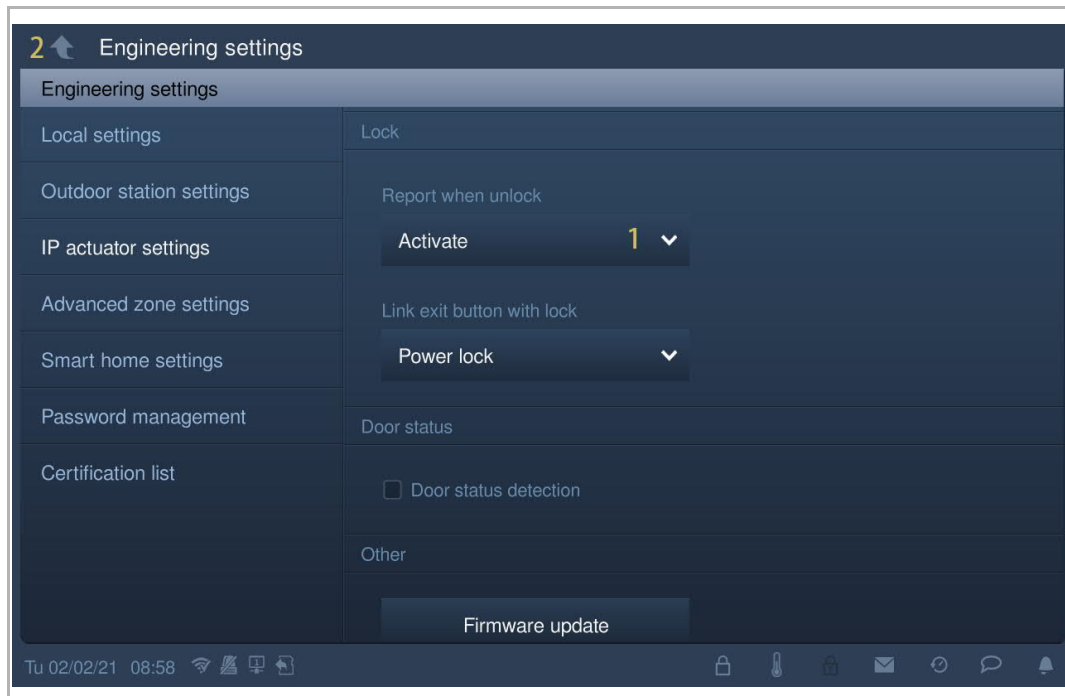 2 Engineering settings
Engineering settings
Local settings
Outdoor station settings
IP actuator settings
Advanced zone settings
Smart home settings
Password management
Certification list
Lock
Report when unlock
Activate 1
Link exit button with lock
Power lock
Door status
Door status detection
Other
Firmware update
Tu 02/02/21 08:58